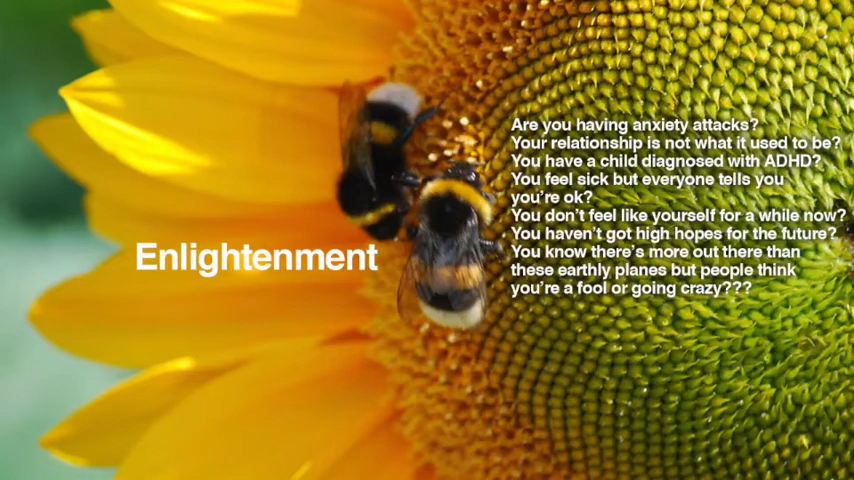 Enlightenment
Are you having anxiety attacks?
Your relationship is not what it used to be?
You have a child diagnosed with ADHD?
You feel sick but everyone tells you
you're ok?
You don't feel like yourself for a while now?
You haven't got high hopes for the future?
You know there's more out there than
these earthly planes but people think
you're a fool or going crazy???